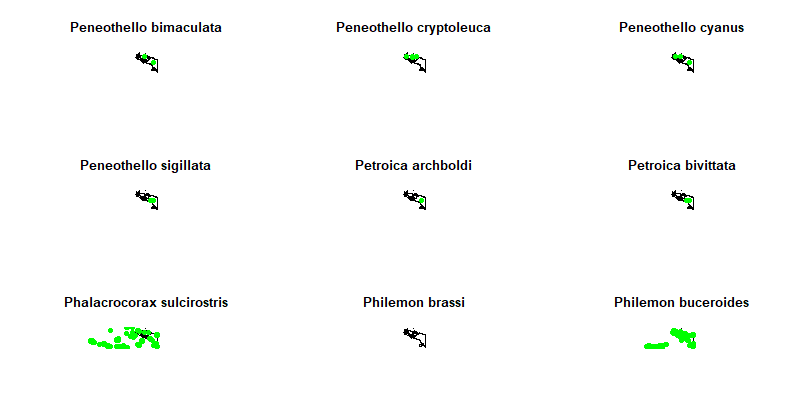 Peneothello bimaculata
Peneothello cryptoleuca
Peneothello cyanus
Peneothello sigillata
Petroica archboldi
Petroica bivittata
Phalacrocorax sulcirostris
Philemon brassi
Philemon buceroides